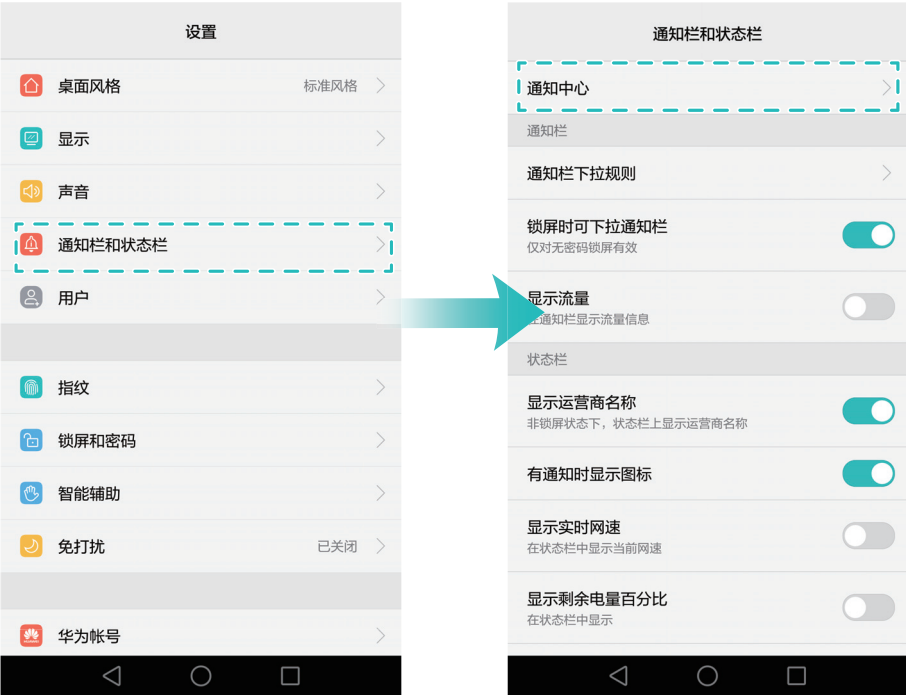 设置
桌面风格 标准风格
显示
声音
通知栏和状态栏
用户
指纹
锁屏和密码
智能辅助
免打扰 已关闭
华为帐号
通知栏和状态栏
通知中心
通知栏
通知栏下拉规则
锁屏时可下拉通知栏
仅对无密码锁屏有效
显示流量
通知栏显示流量信息
状态栏
显示运营商名称
非锁屏状态下，状态栏上显示运营商名称
有通知时显示图标
显示实时网速
在状态栏中显示当前网速
显示剩余电量百分比
在状态栏中显示